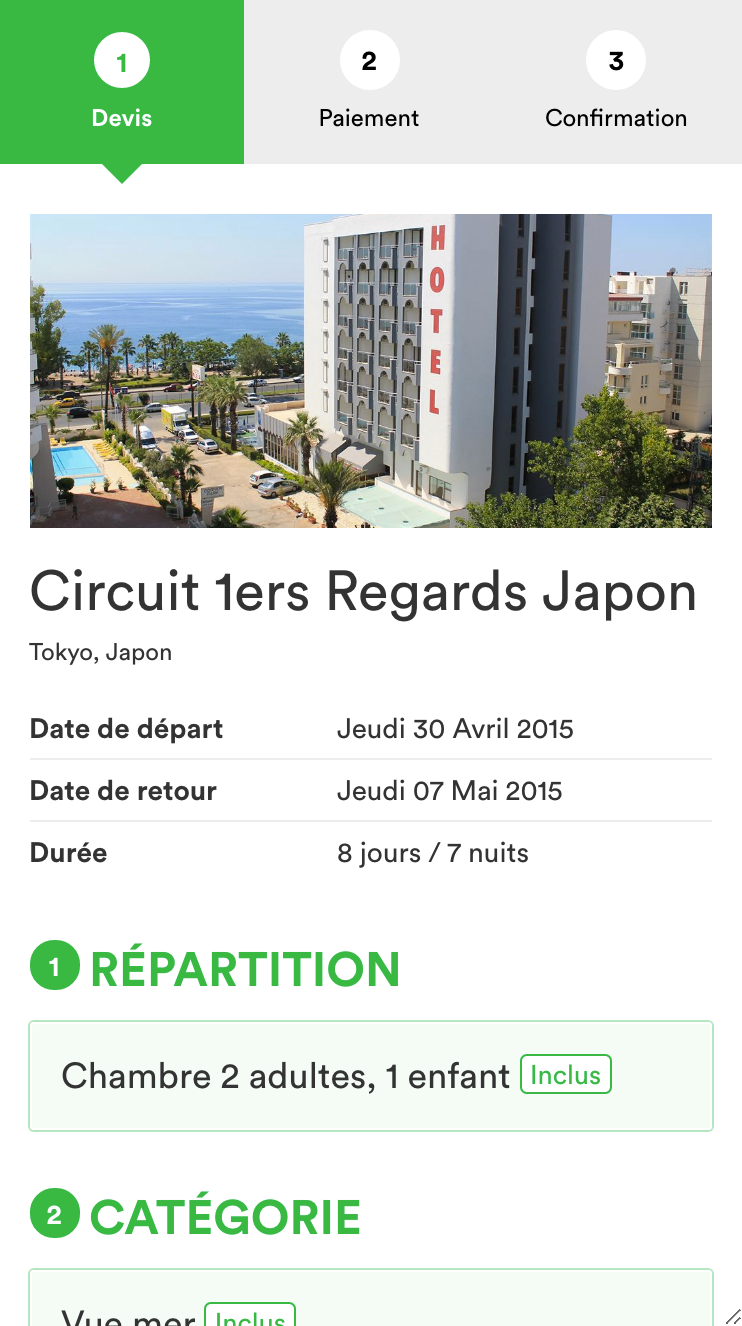 1
2
3
Devis
Paiement
Confirmation
HOTEL
Circuit 1ers Regards Japon
Tokyo, Japon
Date de départ Jeudi 30 Avril 2015
Date de retour Jeudi 07 Mai 2015
Durée 8 jours / 7 nuits
1 RÉPARTITION
Chambre 2 adultes, 1 enfant Inclus
2 CATÉGORIE
Vue mer Inclus